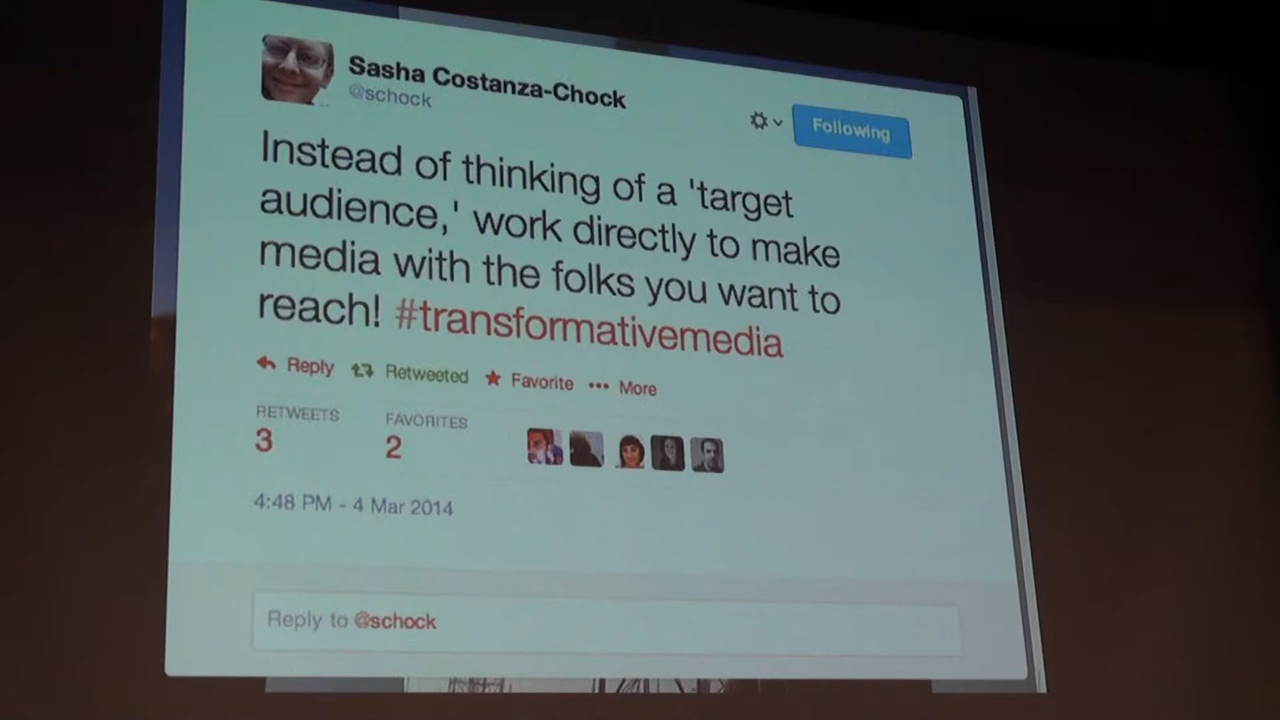 Sasha Costanza-Chock
@schock
Following
Instead of thinking of a 'target
audience,' work directly to make
media with the folks you want to
reach! #transformativemedia
Reply Retweeted Favorite More
RETWEETS FAVORITES
3 2
4:48 PM - 4 Mar 2014
Reply to @schock